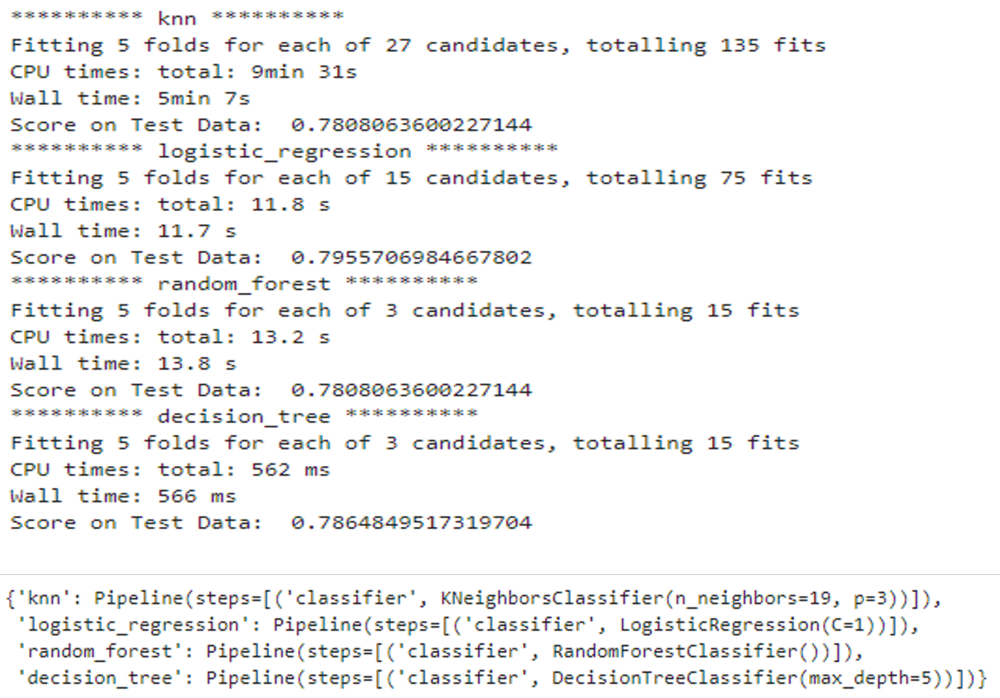 ********** knn **********
Fitting 5 folds for each of 27 candidates, totalling 135 fits
CPU times: total: 9min 31s
Wall time: 5min 7s
Score on Test Data:  0.7808063600227144
********** logistic_regression **********
Fitting 5 folds for each of 15 candidates, totalling 75 fits
CPU times: total: 11.8 s
Wall time: 11.7 s
Score on Test Data:  0.7955706984667802
********** random_forest **********
Fitting 5 folds for each of 3 candidates, totalling 15 fits
CPU times: total: 13.2 s
Wall time: 13.8 s
Score on Test Data:  0.7808063600227144
********** decision_tree **********
Fitting 5 folds for each of 3 candidates, totalling 15 fits
CPU times: total: 562 ms
Wall time: 566 ms
Score on Test Data:  0.7864849517319704
{'knn': Pipeline(steps=[('classifier', KNeighborsClassifier(n_neighbors=19, p=3))]),
 'logistic_regression': Pipeline(steps=[('classifier', LogisticRegression(C=1))]),
 'random_forest': Pipeline(steps=[('classifier', RandomForestClassifier())]),
 'decision_tree': Pipeline(steps=[('classifier', DecisionTreeClassifier(max_depth=5))])}